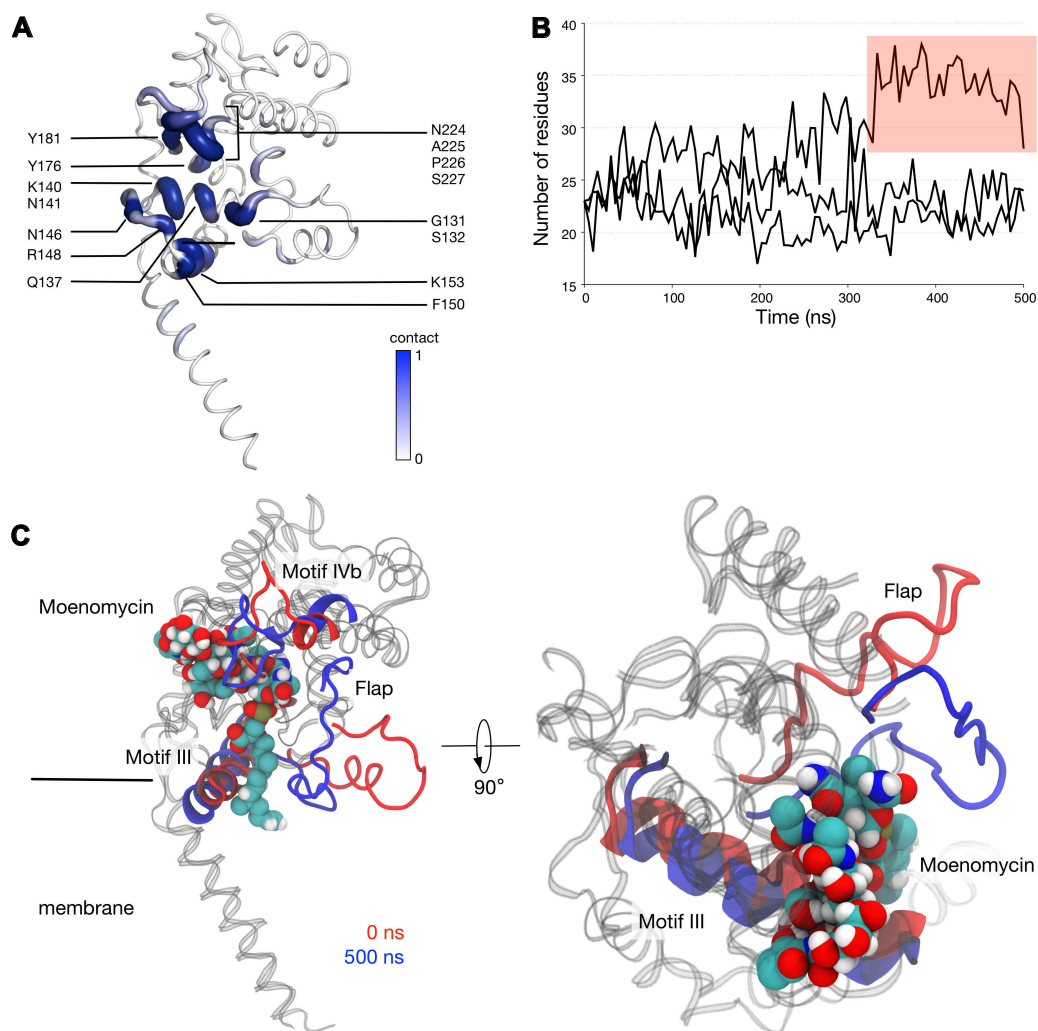 A
Y181
Y176
K140
N141
N146
R148
Q137
N224
A225
P226
S227
G131
S132
K153
F150
contact
1
0
B
Number of residues
40
35
30
25
20
15
0
100
200
300
400
500
Time (ns)
C
Motif IVb
Moenomycin
Flap
Motif III
membrane
0 ns
500 ns
90°
Flap
Moenomycin
Motif III